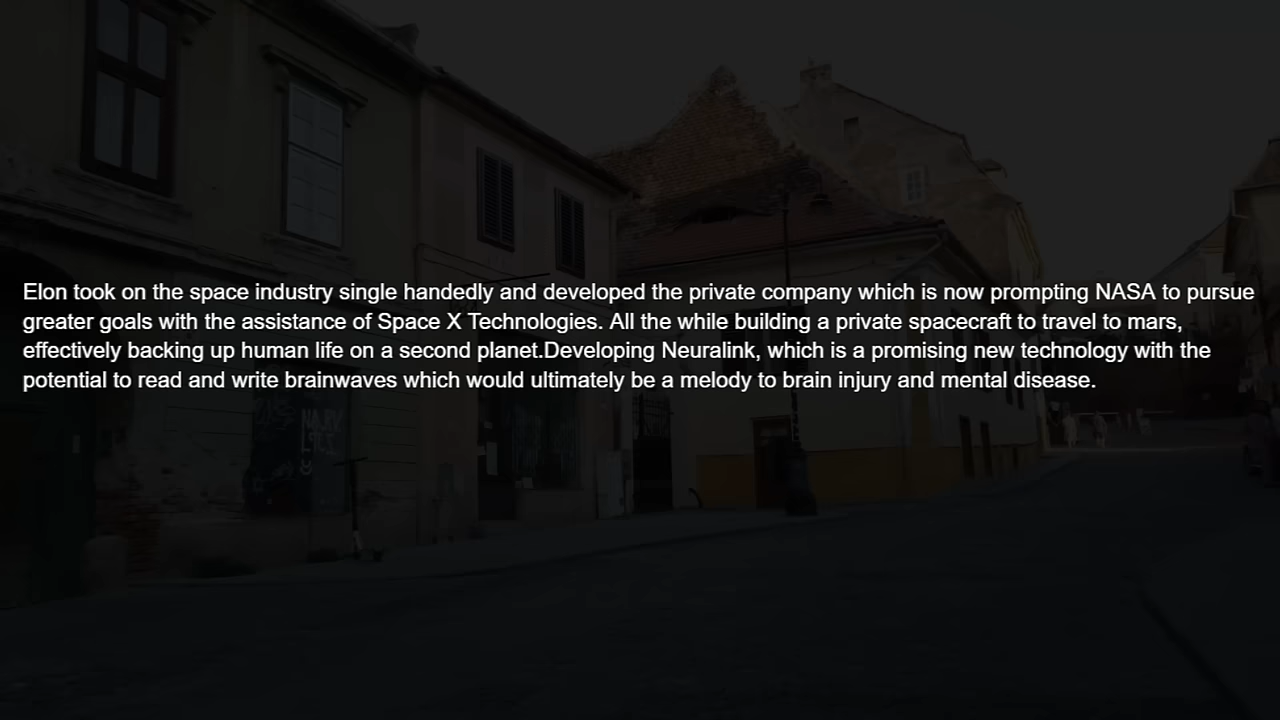 Elon took on the space industry single handedly and developed the private company which is now prompting NASA to pursue
greater goals with the assistance of Space X Technologies. All the while building a private spacecraft to travel to mars,
effectively backing up human life on a second planet.Developing Neuralink, which is a promising new technology with the
potential to read and write brainwaves which would ultimately be a melody to brain injury and mental disease.